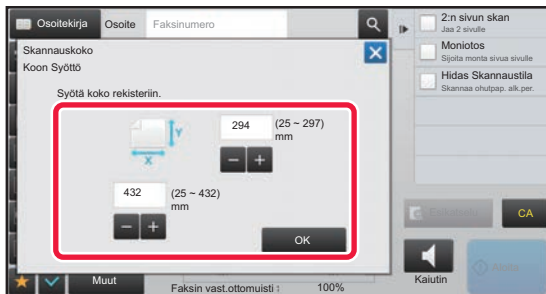 Osoitekirja
Osoite
Faksinumero
2:n sivun skan
Jaa 2 sivulle
Moniotos
Sijoita monta sivua sivulle
Hidas Skannaustila
Skannaa ohutpap. alk.per.
Skannauskoko
Koon Syöttö
Syötä koko rekisteriin.
Y
X
294
(25 ~ 297)
mm
432
(25 ~ 432)
mm
OK
CA
Muut
Faksin vast.ottomuisti : 100%
Kaiutin